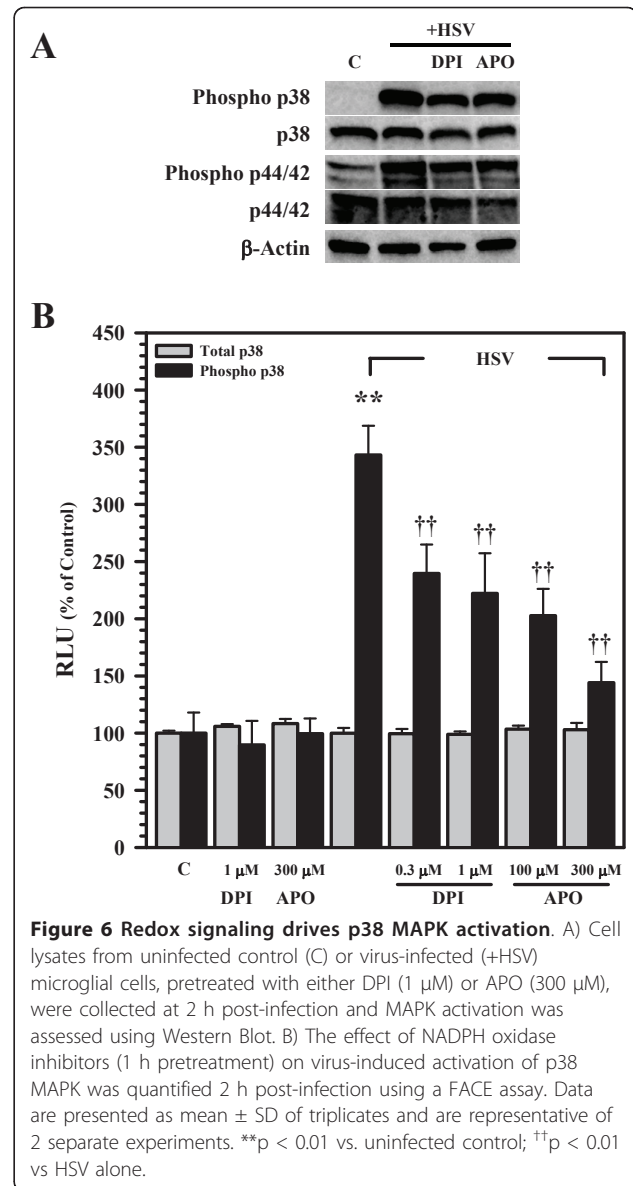 A
+HSV
C DPI APO
Phospho p38
p38
Phospho p44/42
p44/42
β-Actin
B
450
400
350
300
250
200
150
100
50
0
RLU (% of Control)
Total p38
Phospho p38
HSV
**
††
††
††
††
C 1 µM 300 µM 0.3 µM 1 µM 100 µM 300 µM
DPI APO DPI APO
Figure 6 Redox signaling drives p38 MAPK activation. A) Cell
lysates from uninfected control (C) or virus-infected (+HSV)
microglial cells, pretreated with either DPI (1 µM) or APO (300 µM),
were collected at 2 h post-infection and MAPK activation was
assessed using Western Blot. B) The effect of NADPH oxidase
inhibitors (1 h pretreatment) on virus-induced activation of p38
MAPK was quantified 2 h post-infection using a FACE assay. Data
are presented as mean ± SD of triplicates and are representative of
2 separate experiments. **p < 0.01 vs. uninfected control; ††p < 0.01
vs HSV alone.